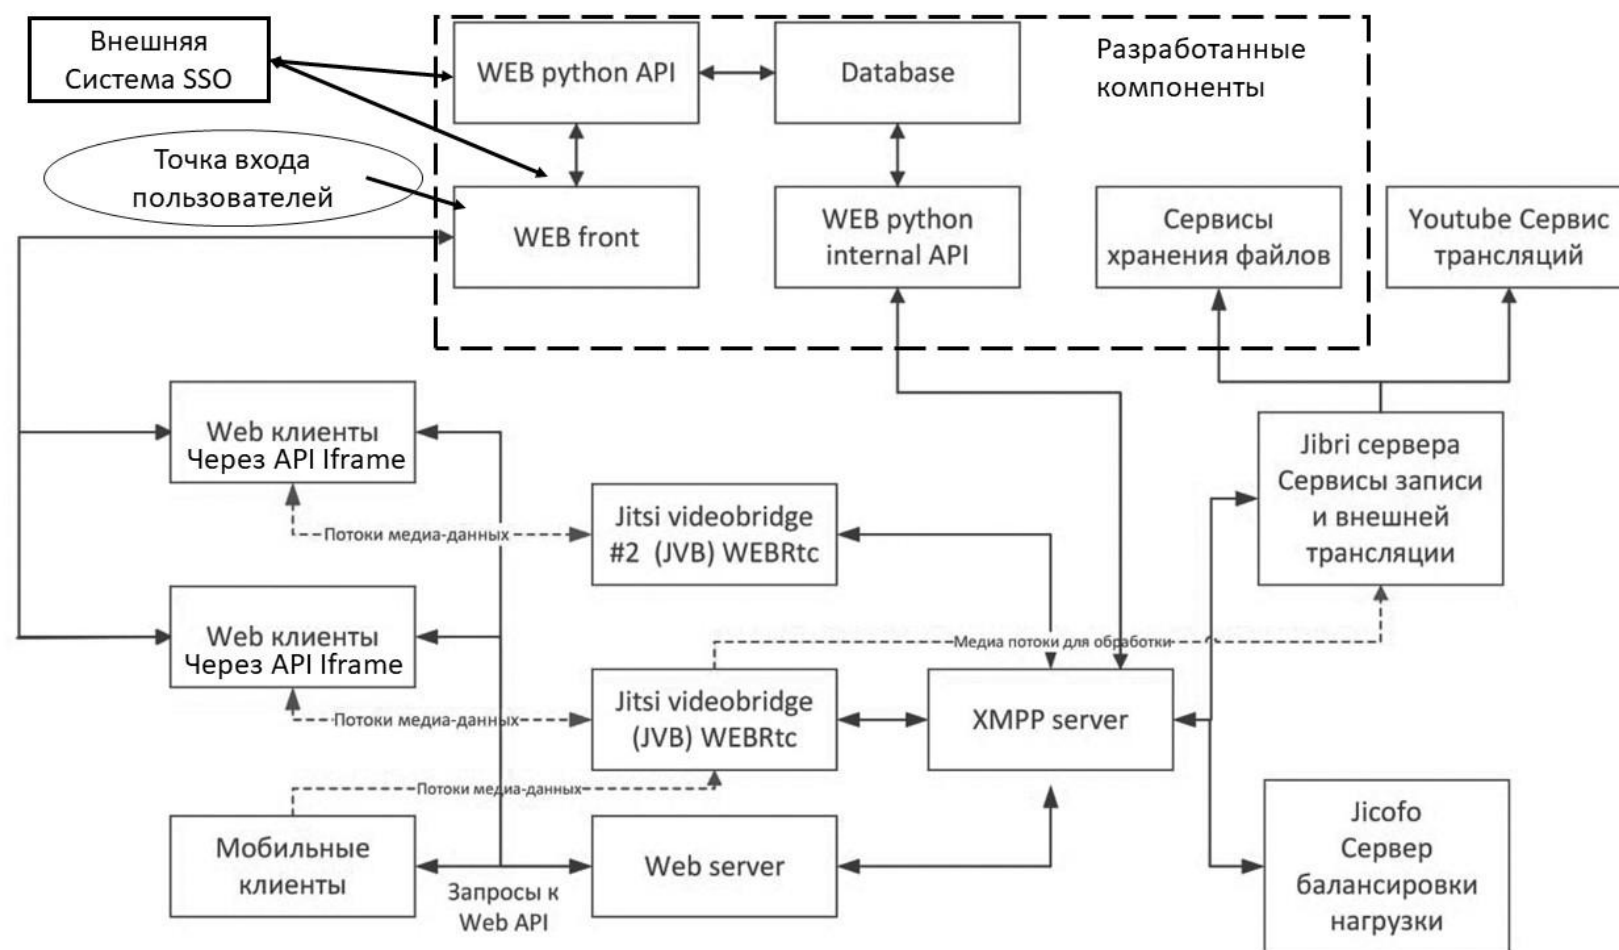 Внешняя
Система SSO
WEB python API
Database
Разработанные
компоненты
Точка входа
пользователей
WEB front
WEB python
internal API
Сервисы
хранения файлов
Youtube Сервис
трансляций
Web клиенты
Через API Iframe
Jibri сервера
Сервисы записи
и внешней
трансляции
Потоки медиа-данных
Jitsi videobridge
#2 (JVB) WEBRtc
Web клиенты
Через API Iframe
Медиа потоки для обработки
Потоки медиа-данных
Jitsi videobridge
(JVB) WEBRtc
XMPP server
Потоки медиа-данных
Мобильные
клиенты
Запросы к
Web API
Web server
Jicofo
Сервер
балансировки
нагрузки